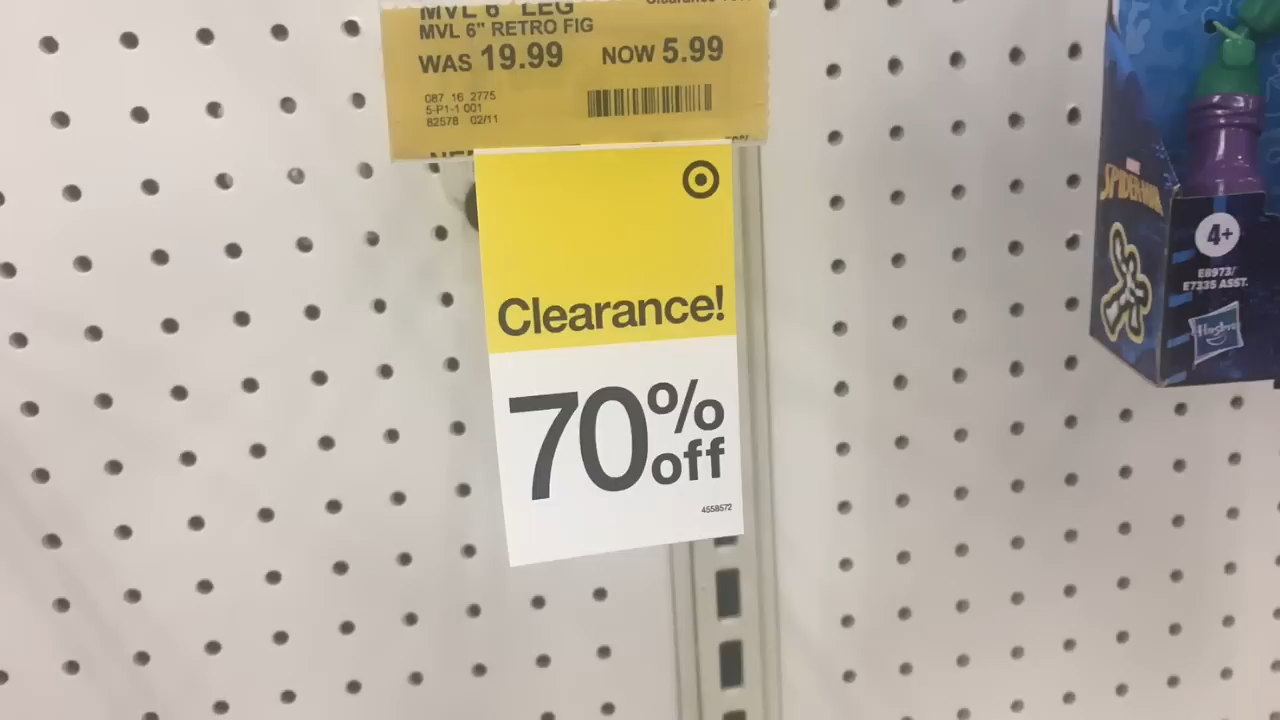 MVL 6" LEG
MVL 6" RETRO FIG
WAS 19.99 NOW 5.99
087 16 2775
5-P1-1 001
82578 02/11
Clearance!
70% off
4558572
MARVEL
SPIDER-MAN
4+
E8973/
E7335 ASST.
Hasbro